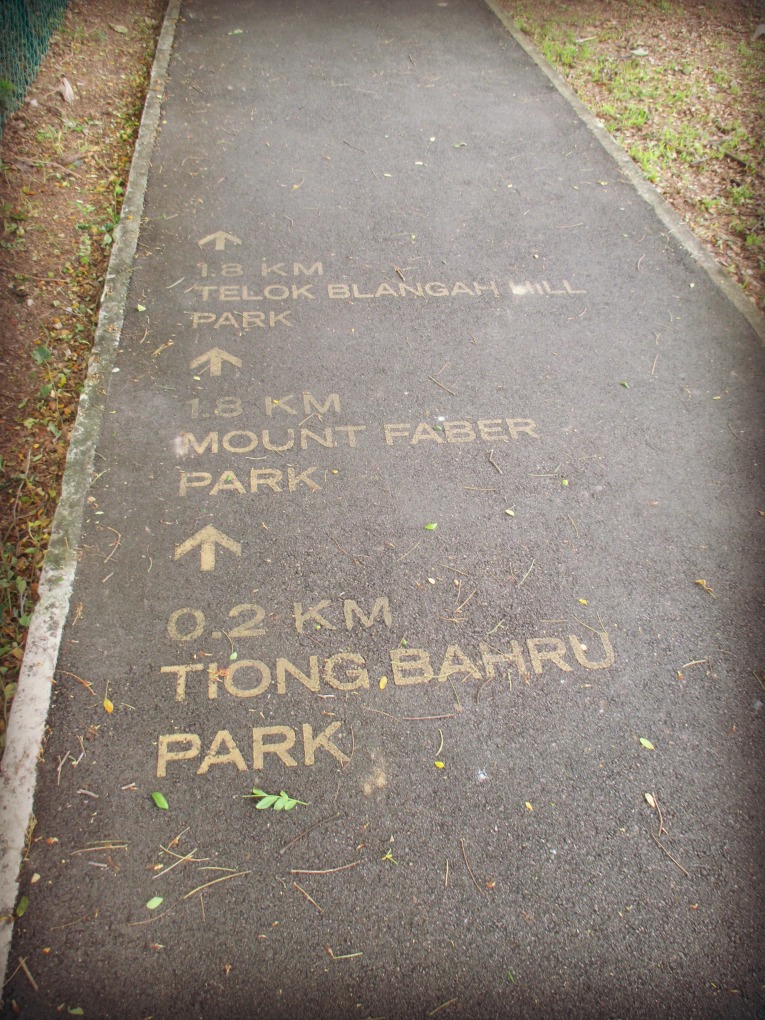 1.8 KM
TELOK BLANGAH HILL
PARK
1.8 KM
MOUNT FABER
PARK
0.2 KM
TIONG BAHRU
PARK